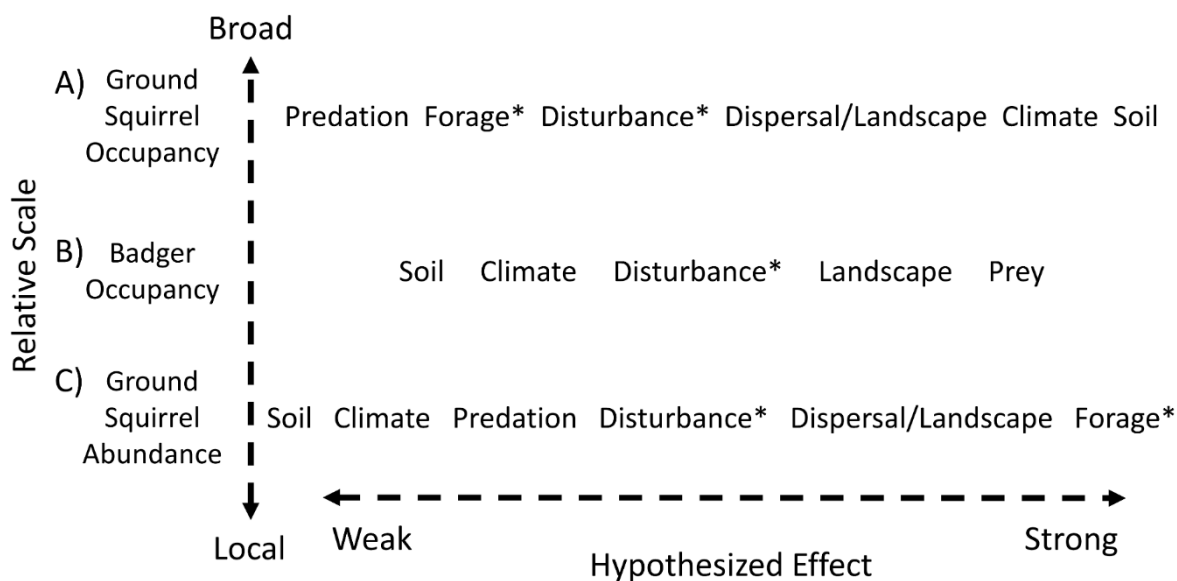 Broad
A) Ground
Squirrel
Occupancy
Predation Forage* Disturbance* Dispersal/Landscape Climate Soil
Relative Scale
B) Badger
Occupancy
Soil Climate Disturbance* Landscape Prey
C) Ground
Squirrel
Abundance
Soil Climate Predation Disturbance* Dispersal/Landscape Forage*
Local
Weak
Strong
Hypothesized Effect